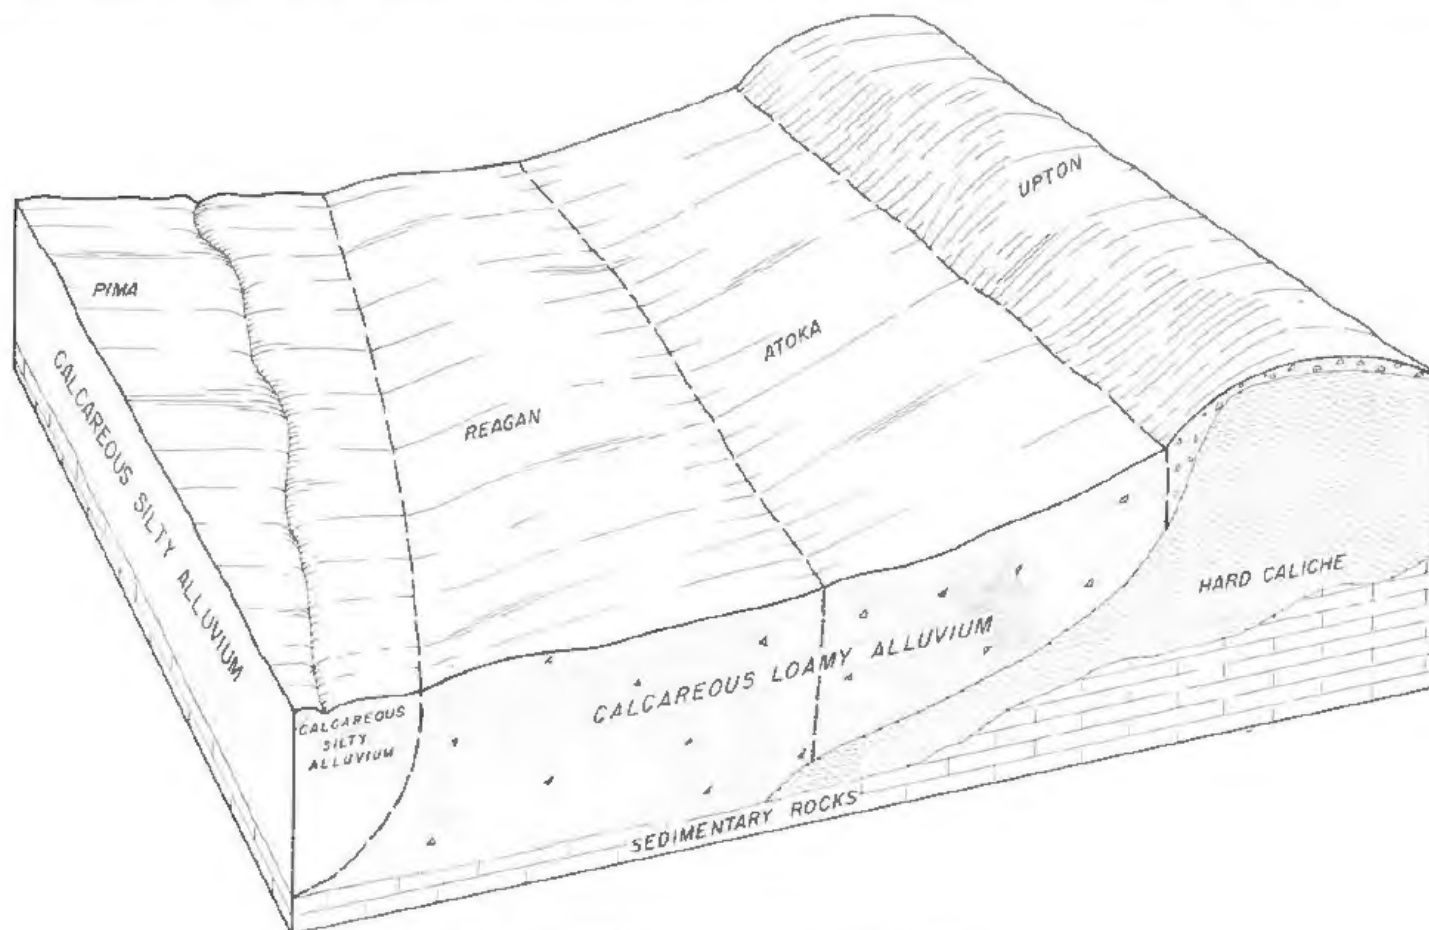 UPTON
PIMA
ATOKA
REAGAN
CALCAREOUS SILTY ALLUVIUM
HARD CALICHE
CALCAREOUS LOAMY ALLUVIUM
CALCAREOUS
SILTY
ALLUVIUM
SEDIMENTARY ROCKS